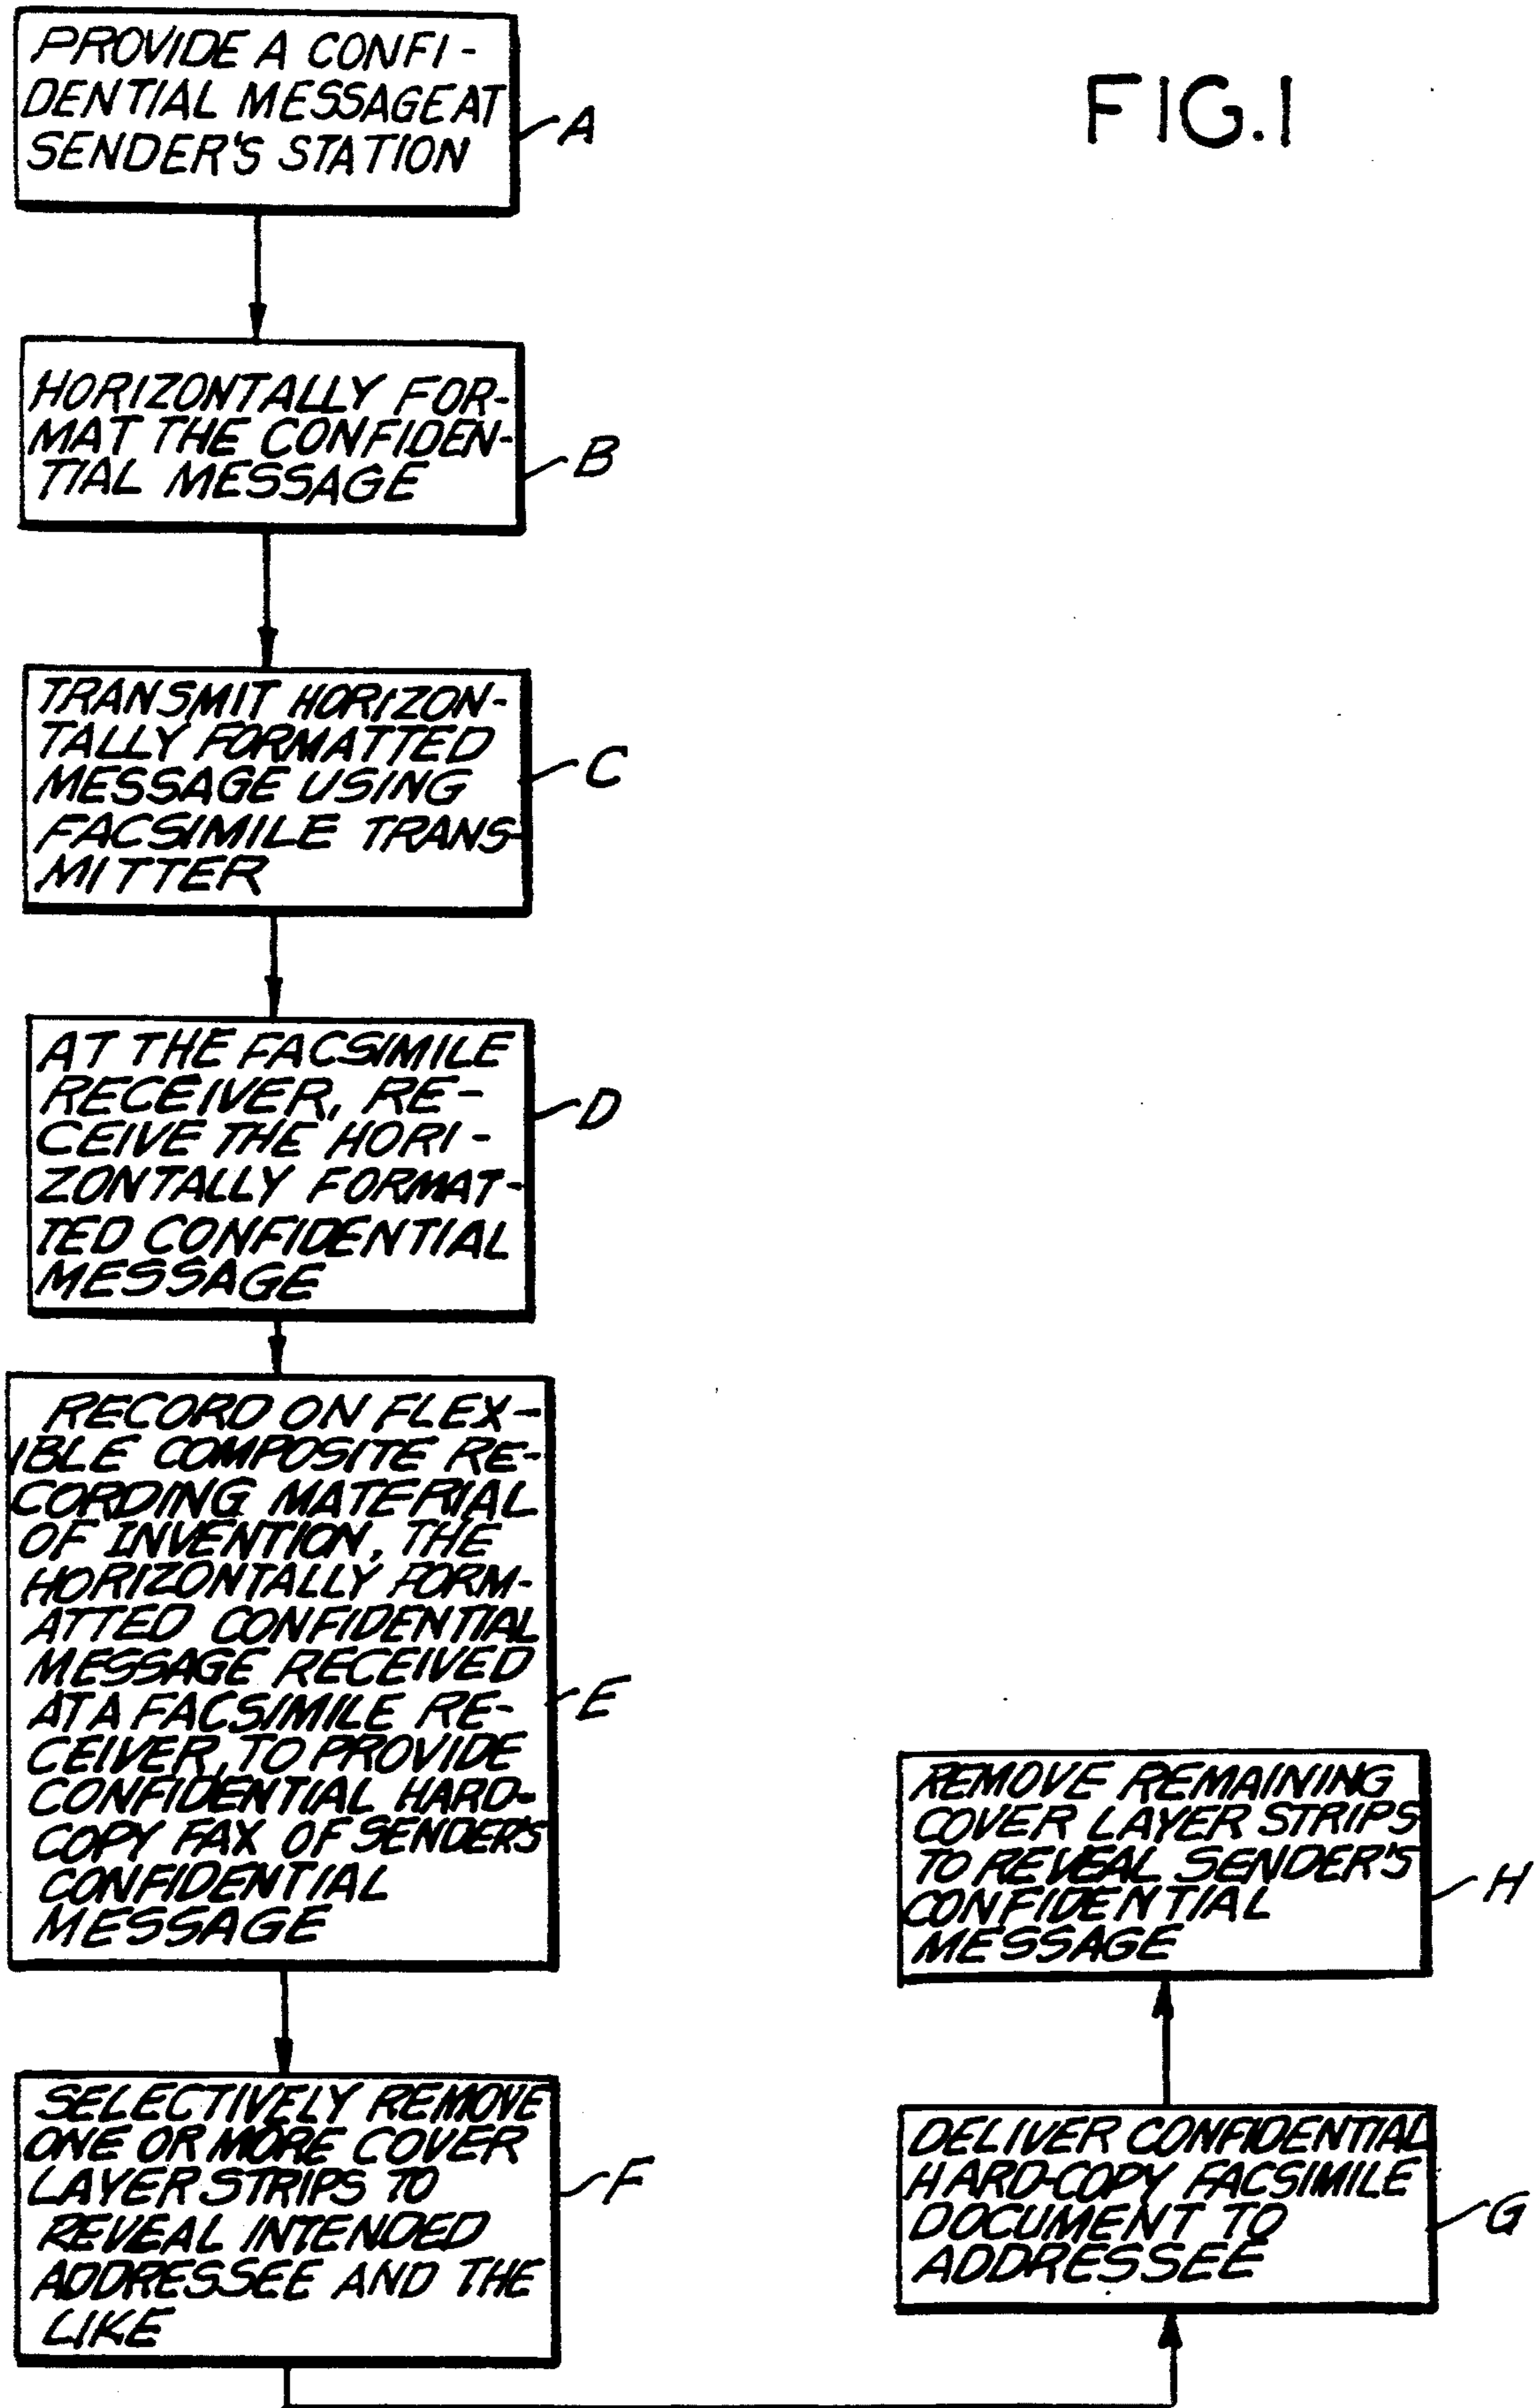 FIG.1
PROVIDE A CONFI-
DENTIAL MESSAGE AT
SENDER'S STATION
A
HORIZONTALLY FOR-
MAT THE CONFIDEN-
TIAL MESSAGE
B
TRANSMIT HORIZON-
TALLY FORMATTED
MESSAGE USING
FACSIMILE TRANS-
MITTER
C
AT THE FACSIMILE
RECEIVER, RE-
CEIVE THE HORI-
ZONTALLY FORMAT-
TED CONFIDENTIAL
MESSAGE
D
RECORD ON FLEX-
IBLE COMPOSITE RE-
CORDING MATERIAL
OF INVENTION, THE
HORIZONTALLY FORM-
ATTED CONFIDENTIAL
MESSAGE RECEIVED
AT A FACSIMILE RE-
CEIVER, TO PROVIDE
CONFIDENTIAL HARD-
COPY FAX OF SENDER'S
CONFIDENTIAL
MESSAGE
E
SELECTIVELY REMOVE
ONE OR MORE COVER
LAYER STRIPS TO
REVEAL INTENDED
ADDRESSEE AND THE
LIKE
F
DELIVER CONFIDENTIAL
HARD-COPY FACSIMILE
DOCUMENT TO
ADDRESSEE
G
REMOVE REMAINING
COVER LAYER STRIPS
TO REVEAL SENDER'S
CONFIDENTIAL
MESSAGE
H